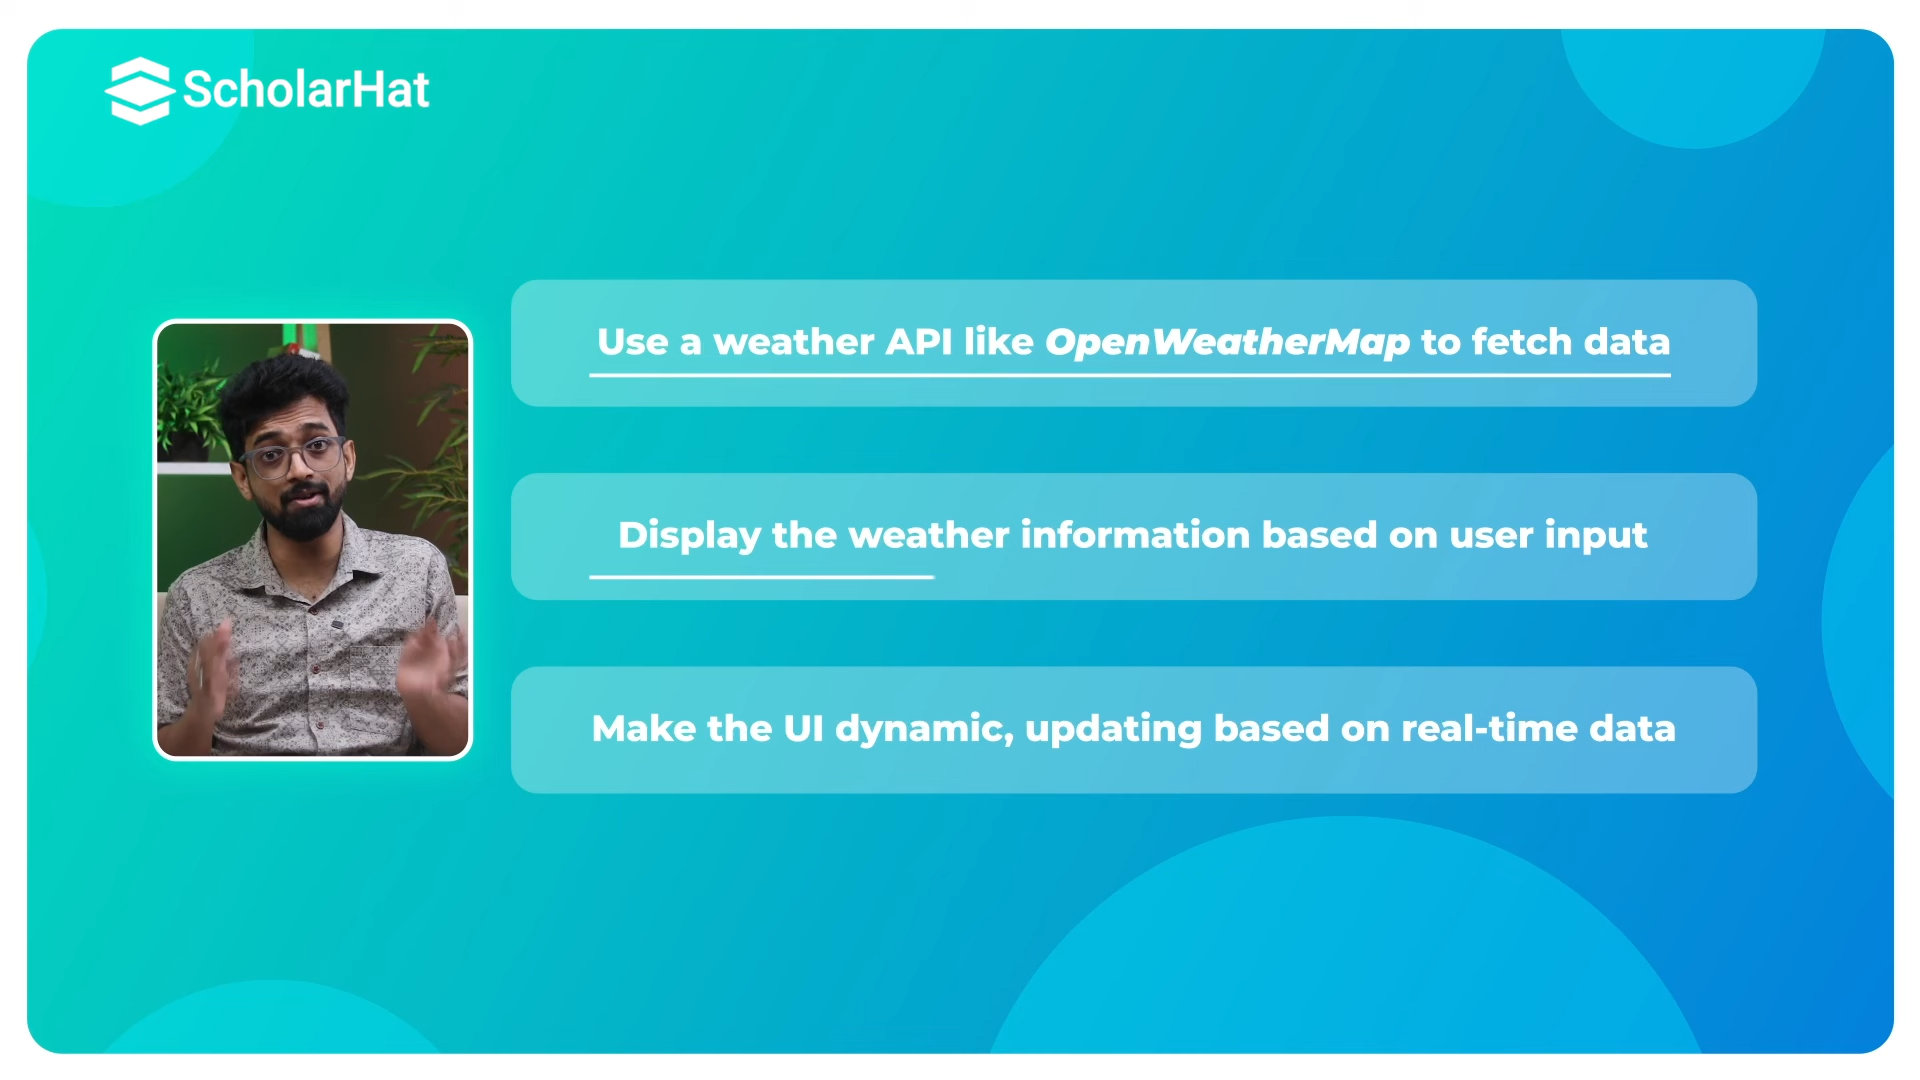 ScholarHat
Use a weather API like OpenWeatherMap to fetch data
Display the weather information based on user input
Make the UI dynamic, updating based on real-time data